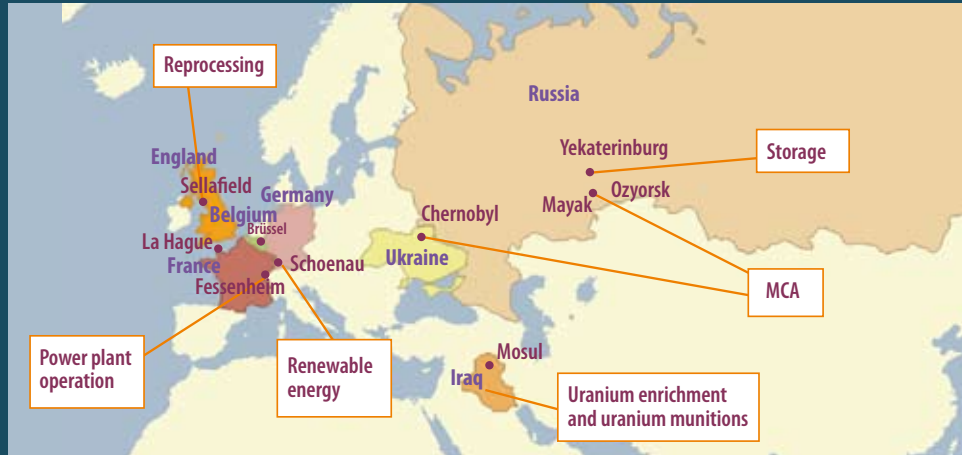 Reprocessing
Russia
Yekaterinburg
Storage
England
Sellafield
Germany
Ozyorsk
Mayak
Belgium
Chernobyl
Brüssel
La Hague
Ukraine
Schoenau
France
Fessenheim
MCA
Mosul
Power plant
operation
Renewable
energy
Iraq
Uranium enrichment
and uranium munitions